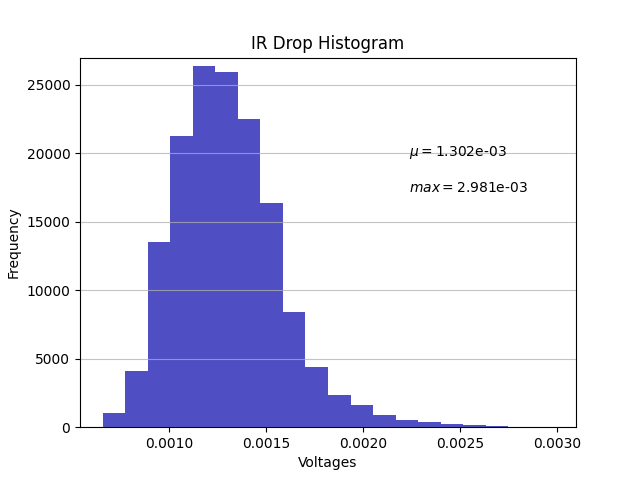 IR Drop Histogram
Frequency
25000
20000
15000
10000
5000
0
μ = 1.302e-03
max = 2.981e-03
0.0010 0.0015 0.0020 0.0025 0.0030
Voltages